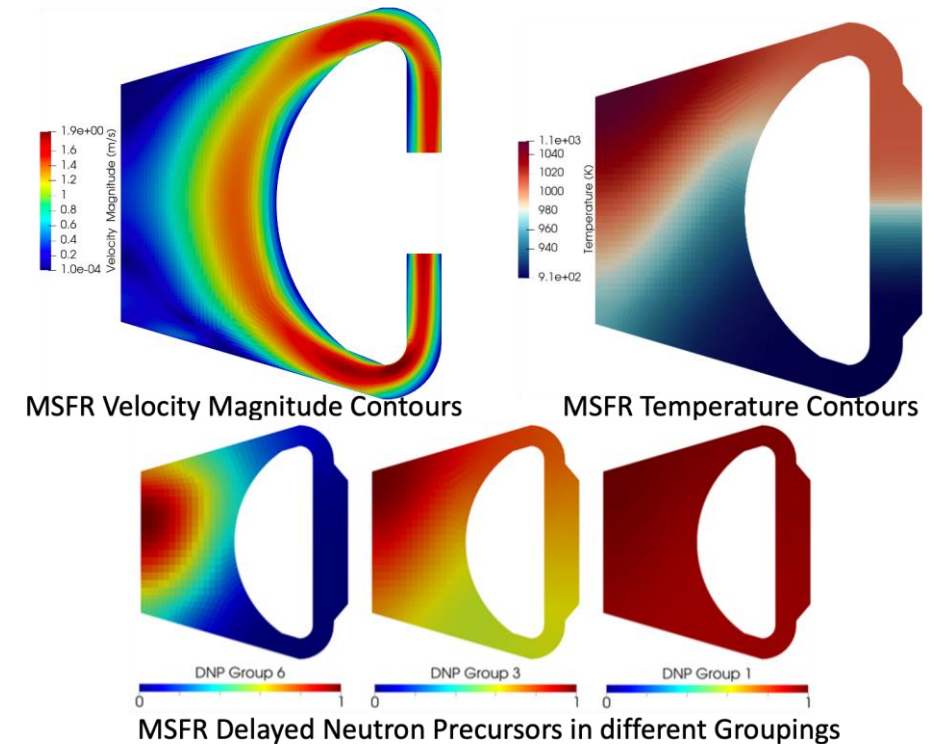 1.9e+00
1.6
1.4
1.2
1
0.8
0.6
0.4
0.2
1.0e-04
Velocity Magnitude (m/s)
1.1e+03
1040
1020
1000
980
960
940
9.1e+02
Temperature (K)
MSFR Velocity Magnitude Contours
MSFR Temperature Contours
DNP Group 6
0 1
DNP Group 3
0 1
DNP Group 1
0 1
MSFR Delayed Neutron Precursors in different Groupings